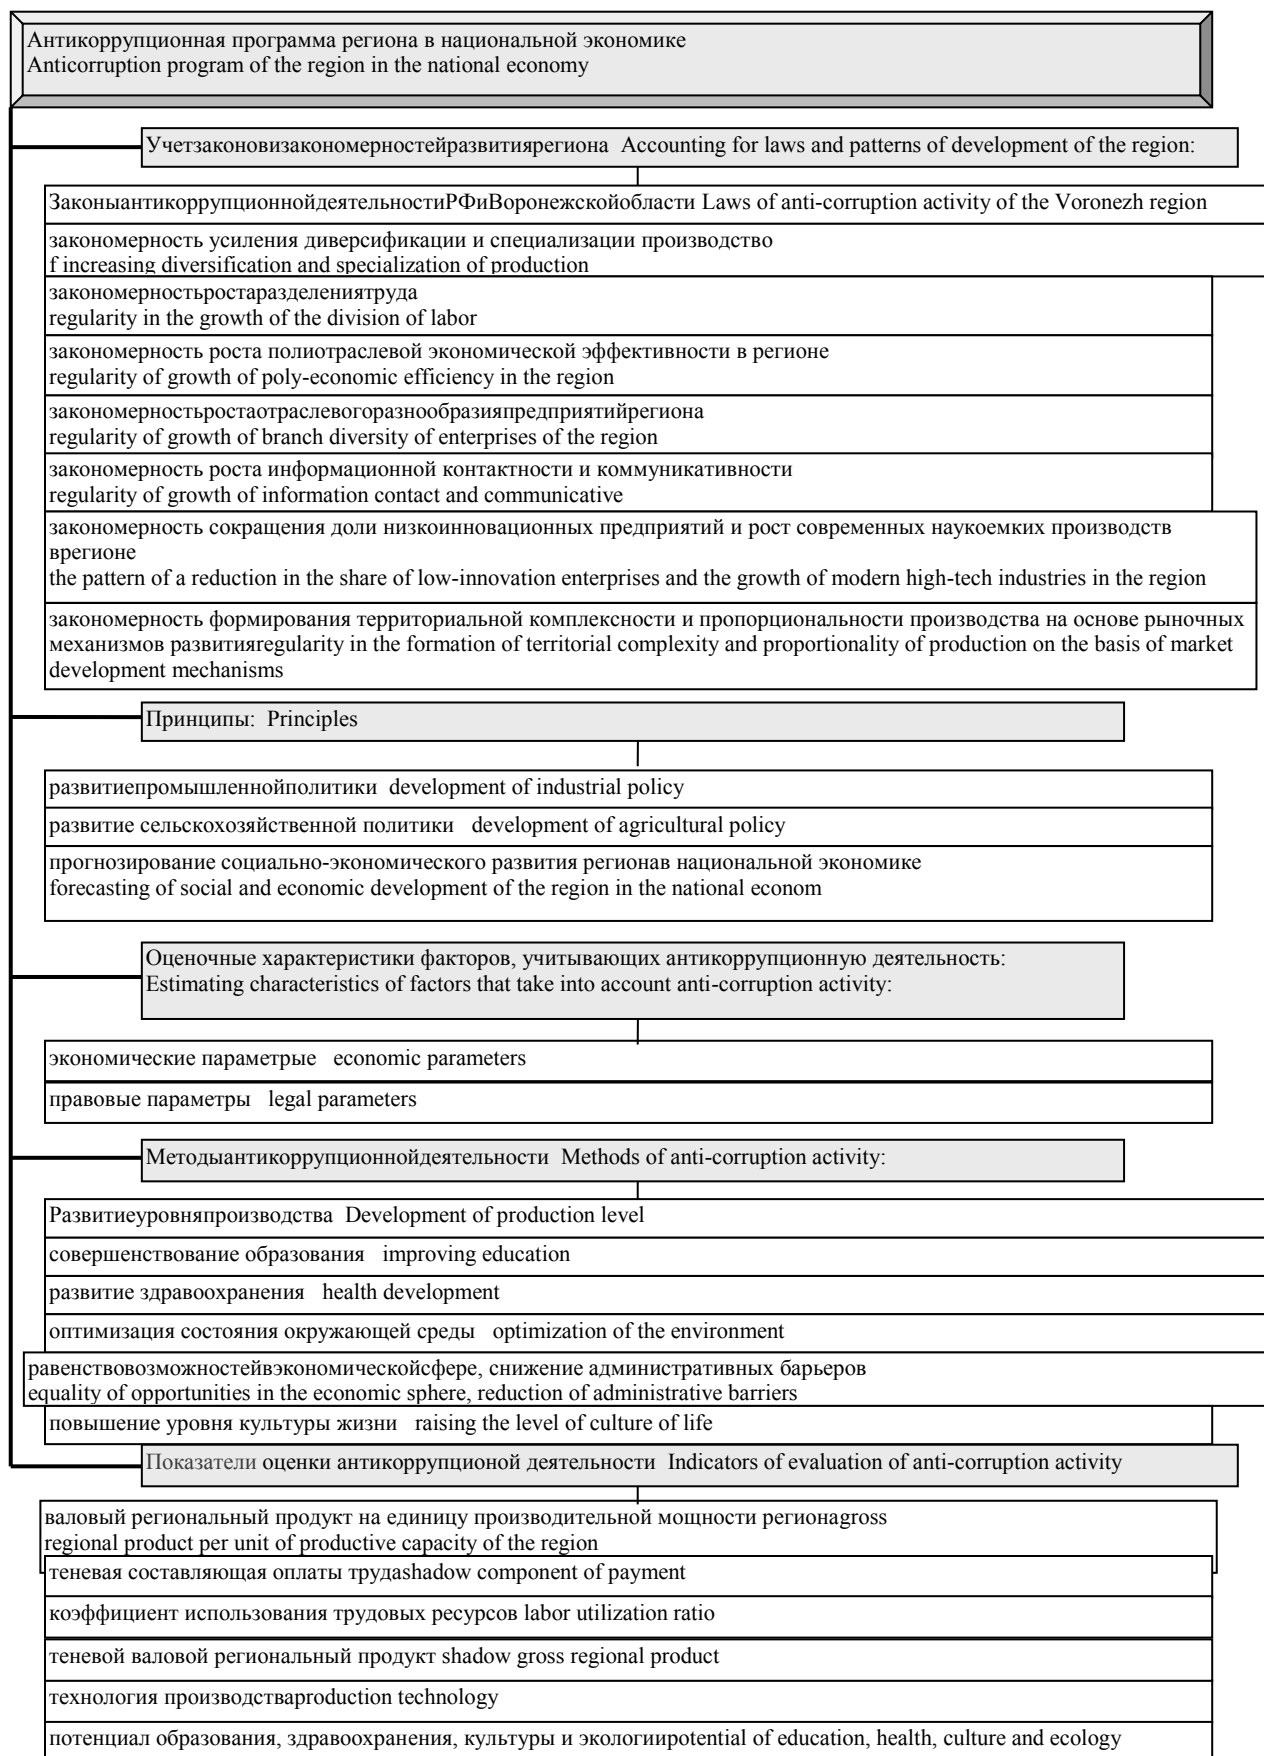 Антикоррупционная программа региона в национальной экономике
Anticorruption program of the region in the national economy
Учетзаконовизакономерностейразвитиярегиона Accounting for laws and patterns of development of the region:
ЗаконыантикоррупционнойдеятельностиРФиВоронежскойобласти Laws of anti-corruption activity of the Voronezh region
закономерность усиления диверсификации и специализации производство
f increasing diversification and specialization of production
закономерностьростаразделениятруда
regularity in the growth of the division of labor
закономерность роста полиотраслевой экономической эффективности в регионе
regularity of growth of poly-economic efficiency in the region
закономерностьростаотраслевогоразнообразияпредприятийрегиона
regularity of growth of branch diversity of enterprises of the region
закономерность роста информационной контактности и коммуникативности
regularity of growth of information contact and communicative
закономерность сокращения доли низкоинновационных предприятий и рост современных наукоемких производств
врегионе
the pattern of a reduction in the share of low-innovation enterprises and the growth of modern high-tech industries in the region
закономерность формирования территориальной комплексности и пропорциональности производства на основе рыночных
механизмов развитияregularity in the formation of territorial complexity and proportionality of production on the basis of market
development mechanisms
Принципы: Principles
развитиепромышленнойполитики development of industrial policy
развитие сельскохозяйственной политики development of agricultural policy
прогнозирование социально-экономического развития регионав национальной экономике
forecasting of social and economic development of the region in the national econom
Оценочные характеристики факторов, учитывающих антикоррупционную деятельность:
Estimating characteristics of factors that take into account anti-corruption activity:
экономические параметрые economic parameters
правовые параметры legal parameters
Методыантикоррупционнойдеятельности Methods of anti-corruption activity:
Развитиеуровняпроизводства Development of production level
совершенствование образования improving education
развитие здравоохранения health development
оптимизация состояния окружающей среды optimization of the environment
равенствовозможностейвэкономическойсфере, снижение административных барьеров
equality of opportunities in the economic sphere, reduction of administrative barriers
повышение уровня культуры жизни raising the level of culture of life
Показатели оценки антикоррупционой деятельности Indicators of evaluation of anti-corruption activity
валовый региональный продукт на единицу производительной мощности регионаgross
regional product per unit of productive capacity of the region
теневая составляющая оплаты трудаshadow component of payment
коэффициент использования трудовых ресурсов labor utilization ratio
теневой валовой региональный продукт shadow gross regional product
технология производстваproduction technology
потенциал образования, здравоохранения, культуры и экологииpotential of education, health, culture and ecology